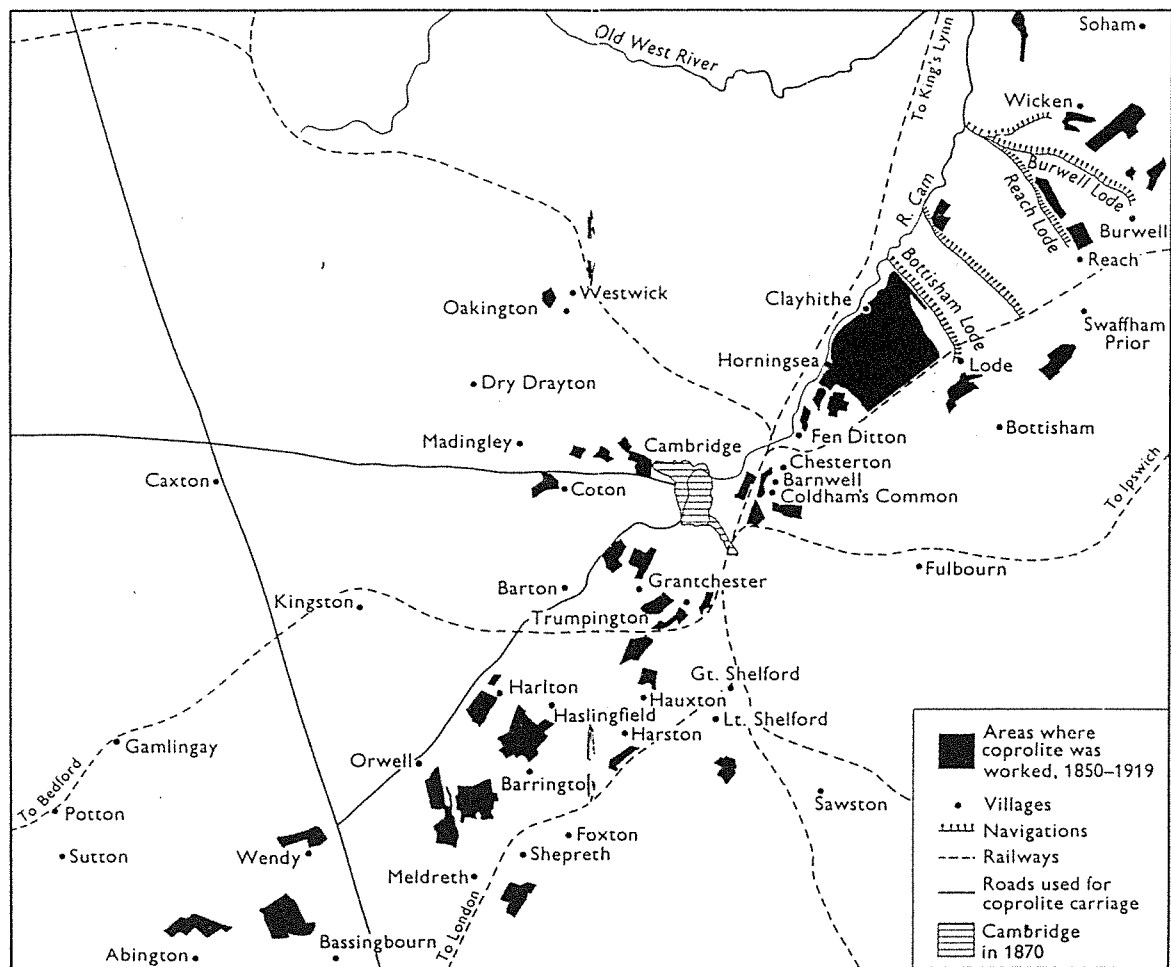 Soham
Old West River
To King's Lynn
Wicken
Burwell Lode
Reach Lode
R. Cam
Burwell
Reach
Bottisham Lode
Westwick
Oakington
Clayhithe
Swaffham
Prior
Horningsea
Lode
Dry Drayton
Bottisham
Fen Ditton
Madingley
Cambridge
Chesterton
Barnwell
Coldham's Common
Caxton
Coton
To Ipswich
Fulbourn
Barton
Grantchester
Kingston
Trumpington
Gt. Shelford
Harlton
Hauxton
Haslingfield
Lt. Shelford
Harston
Gamlingay
Orwell
Barrington
To Bedford
Potton
Sawston
Foxton
Sutton
Wendy
Shepreth
Meldreth
To London
Abington
Bassingbourn
Areas where
coprolite was
worked, 1850–1919
Villages
Navigations
Railways
Roads used for
coprolite carriage
Cambridge
in 1870